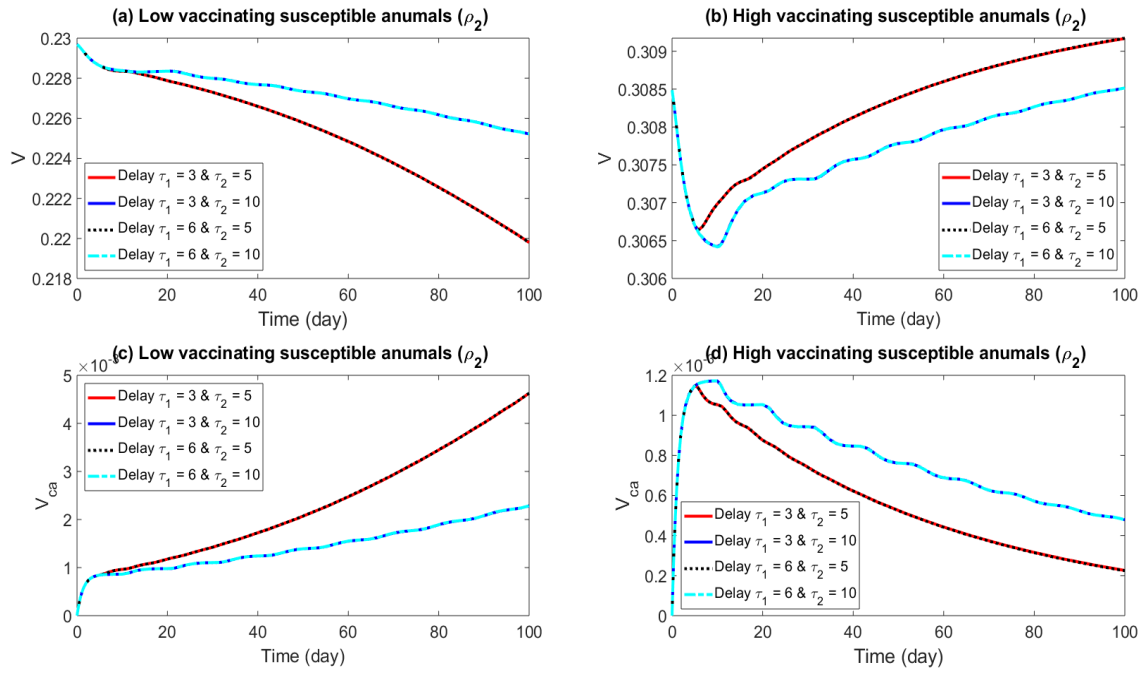 (a) Low vaccinating susceptible anumals (ρ2)
0.23
0.228
0.226
0.224
0.222
0.22
0.218
V
Delay τ1 = 3 & τ2 = 5
Delay τ1 = 3 & τ2 = 10
Delay τ1 = 6 & τ2 = 5
Delay τ1 = 6 & τ2 = 10
0 20 40 60 80 100
Time (day)
(b) High vaccinating susceptible anumals (ρ2)
0.309
0.3085
0.308
0.3075
0.307
0.3065
0.306
V
Delay τ1 = 3 & τ2 = 5
Delay τ1 = 3 & τ2 = 10
Delay τ1 = 6 & τ2 = 5
Delay τ1 = 6 & τ2 = 10
0 20 40 60 80 100
Time (day)
(c) Low vaccinating susceptible anumals (ρ2)
×10
5
4
3
2
1
0
Vca
Delay τ1 = 3 & τ2 = 5
Delay τ1 = 3 & τ2 = 10
Delay τ1 = 6 & τ2 = 5
Delay τ1 = 6 & τ2 = 10
0 20 40 60 80 100
Time (day)
(d) High vaccinating susceptible anumals (ρ2)
×10
1.2
1
0.8
0.6
0.4
0.2
0
Vca
Delay τ1 = 3 & τ2 = 5
Delay τ1 = 3 & τ2 = 10
Delay τ1 = 6 & τ2 = 5
Delay τ1 = 6 & τ2 = 10
0 20 40 60 80 100
Time (day)